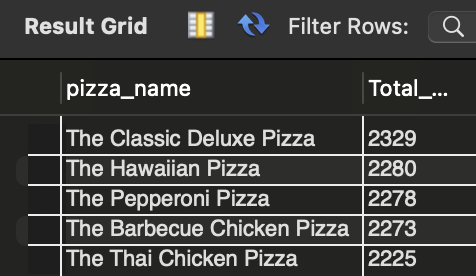 Result Grid Filter Rows:
pizza_name Total_...
The Classic Deluxe Pizza 2329
The Hawaiian Pizza 2280
The Pepperoni Pizza 2278
The Barbecue Chicken Pizza 2273
The Thai Chicken Pizza 2225